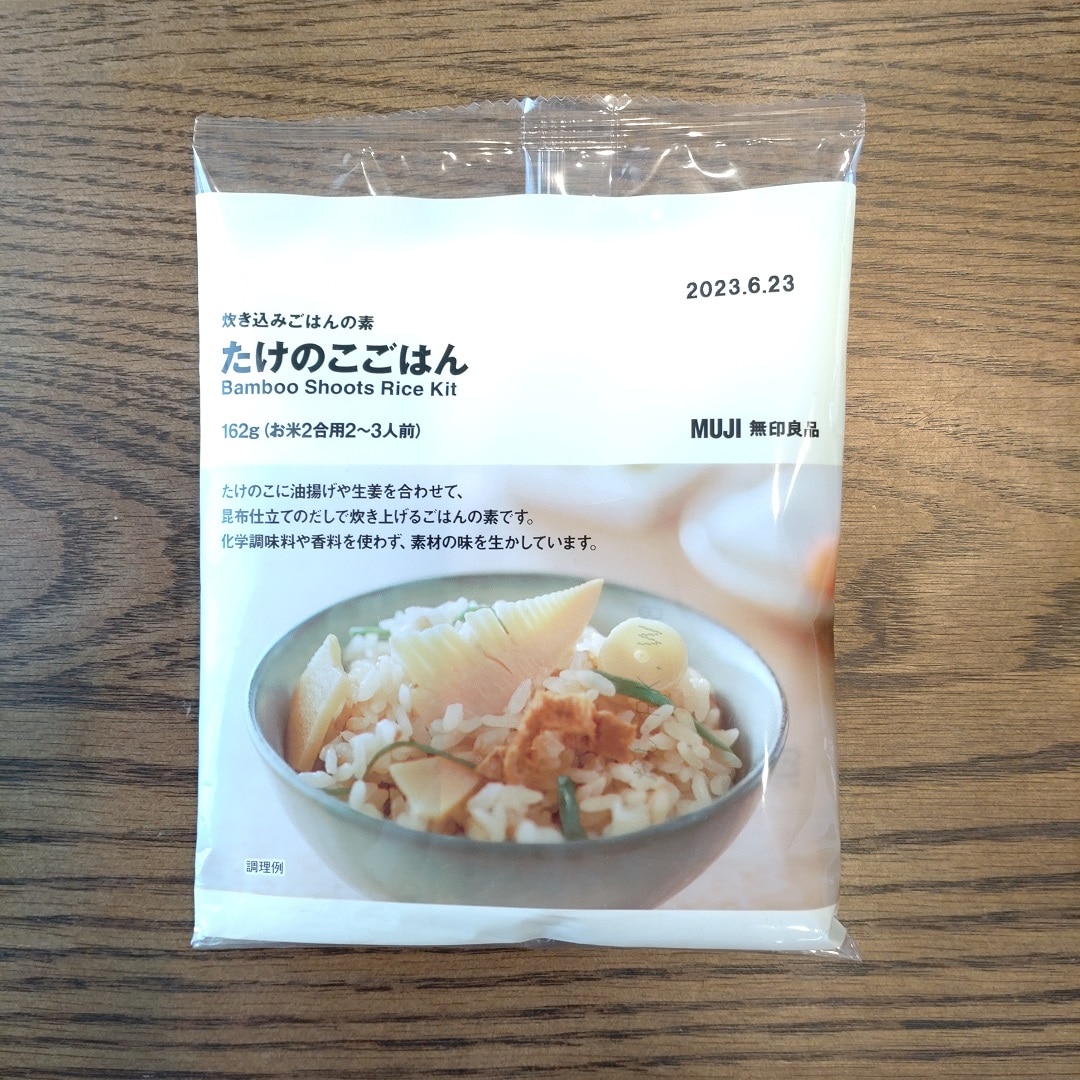 2023.6.23
炊き込みごはんの素
たけのこごはん
Bamboo Shoots Rice Kit
162g（お米2合用2〜3人前）
MUJI 無印良品
たけのこに油揚げや生姜を合わせて、
昆布仕立てのだしで炊き上げるごはんの素です。
化学調味料や香料を使わず、素材の味を生かしています。
調理例